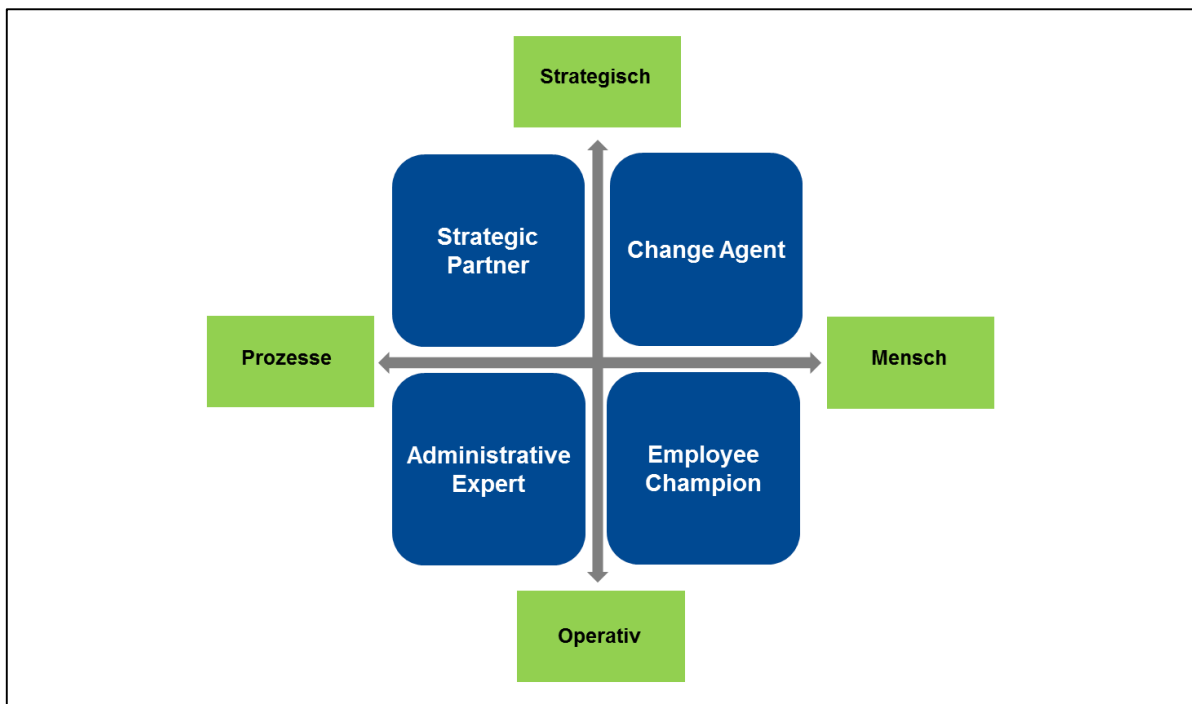 Strategisch
Strategic
Partner
Change Agent
Prozesse
Mensch
Administrative
Expert
Employee
Champion
Operativ